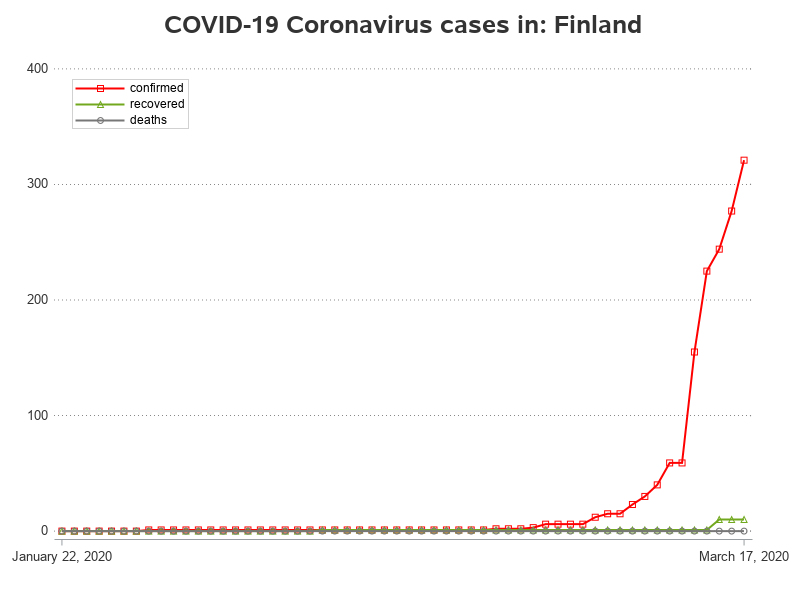 COVID-19 Coronavirus cases in: Finland
400
confirmed
recovered
deaths
300
200
100
0
January 22, 2020
March 17, 2020